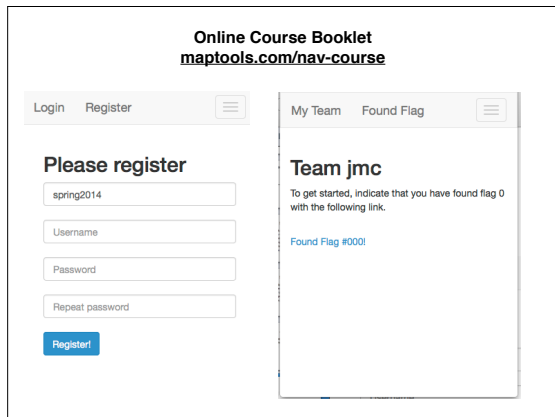 Online Course Booklet
maptools.com/nav-course
Login Register
Please register
spring2014
Username
Password
Repeat password
Register!
My Team Found Flag
Team jmc
To get started, indicate that you have found flag 0
with the following link.
Found Flag #000!